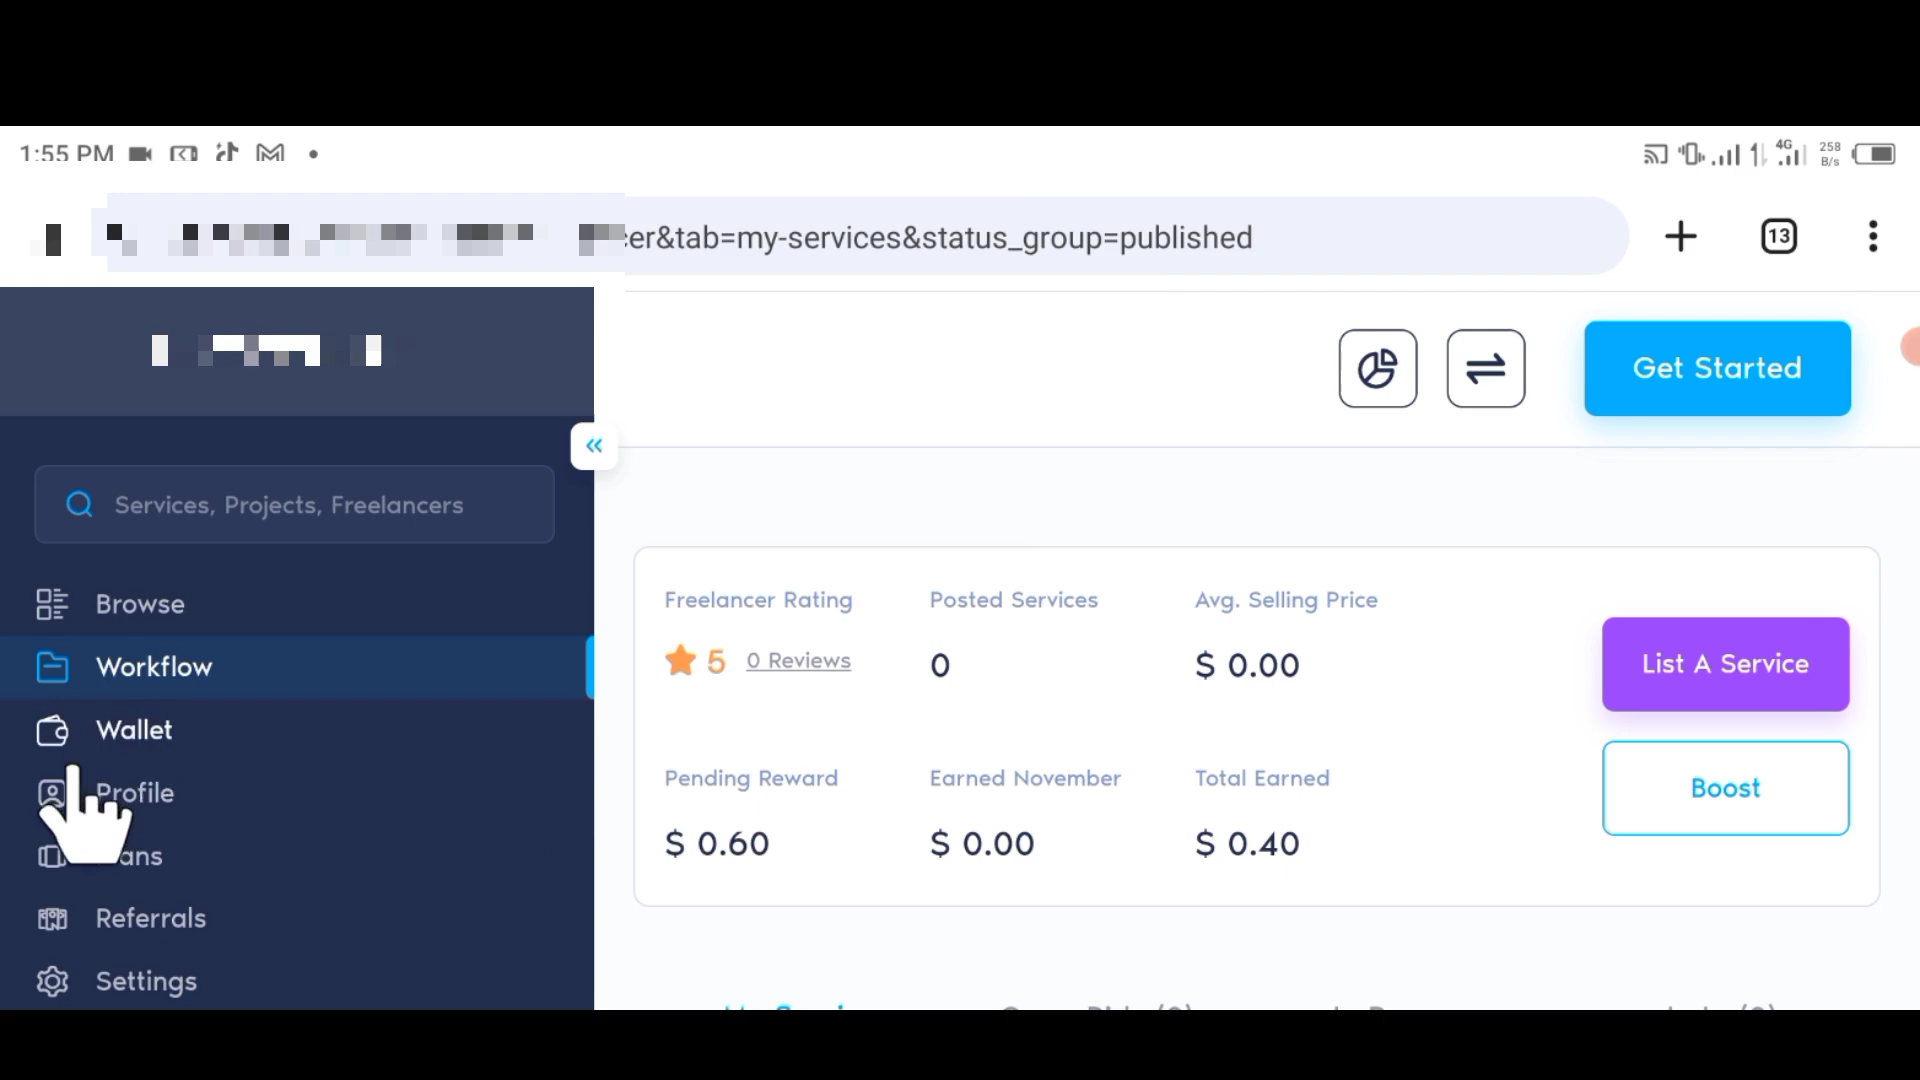 1:55 PM
4G
258
B/s
er&tab=my-services&status_group=published
13
Get Started
Services, Projects, Freelancers
Browse
Workflow
Wallet
Profile
Referrals
Settings
Freelancer Rating
Posted Services
Avg. Selling Price
5
0 Reviews
0
$ 0.00
List A Service
Pending Reward
Earned November
Total Earned
$ 0.60
$ 0.00
$ 0.40
Boost